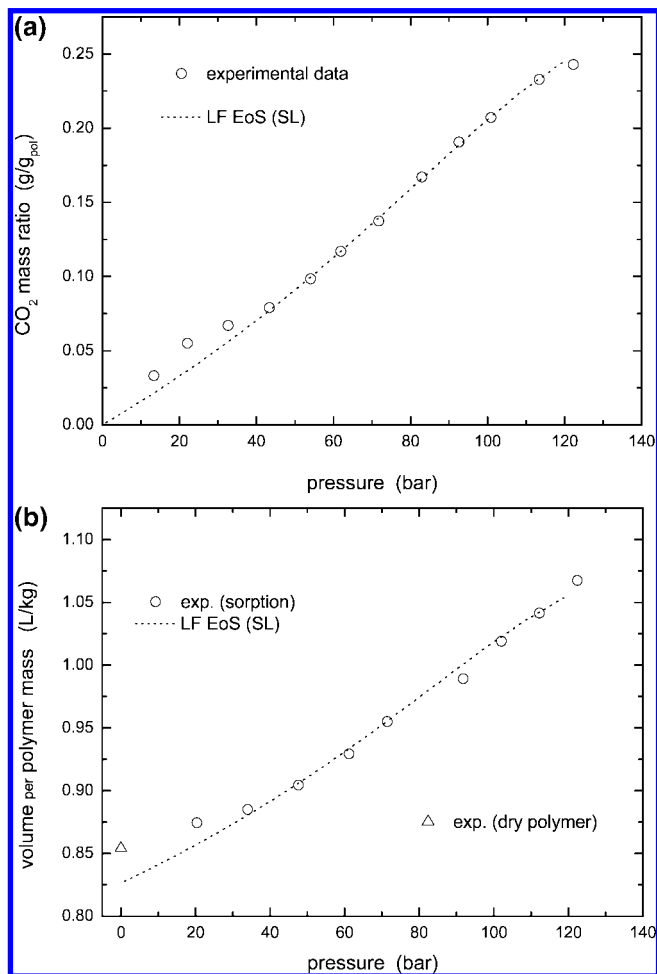 (a)
0.25
0.20
0.15
0.10
0.05
0.00
CO2 mass ratio (g/gpol)
experimental data
LF EoS (SL)
0 20 40 60 80 100 120 140
pressure (bar)
(b)
1.10
1.05
1.00
0.95
0.90
0.85
0.80
volume per polymer mass (L/kg)
exp. (sorption)
LF EoS (SL)
exp. (dry polymer)
0 20 40 60 80 100 120 140
pressure (bar)